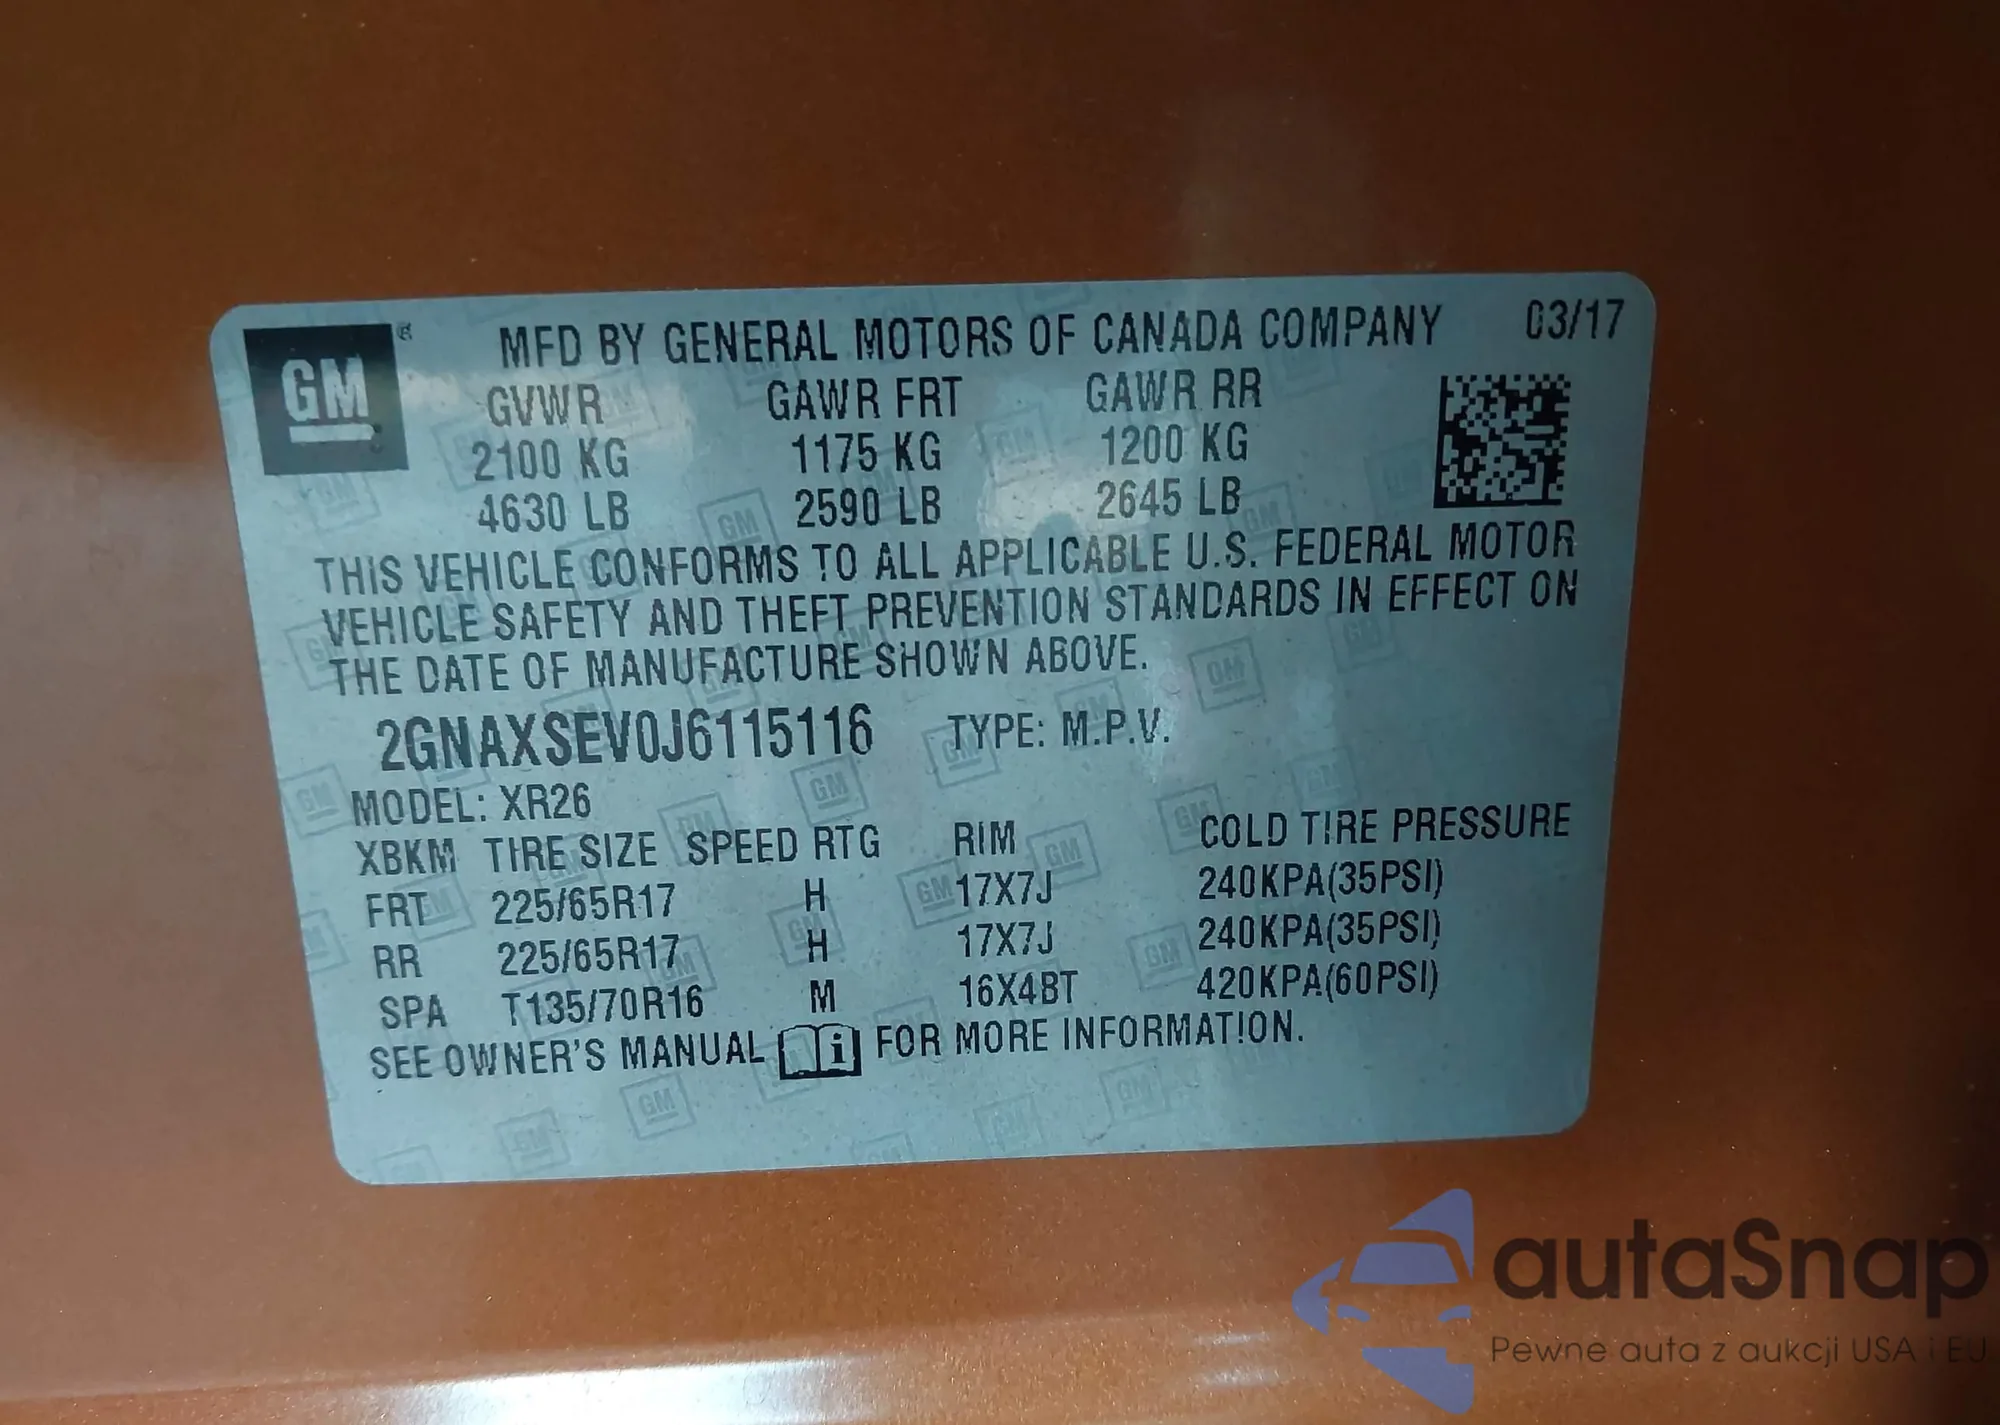 GM ® MFD BY GENERAL MOTORS OF CANADA COMPANY 03/17
GVWR GAWR FRT GAWR RR
2100 KG 1175 KG 1200 KG
4630 LB 2590 LB 2645 LB
THIS VEHICLE CONFORMS TO ALL APPLICABLE U.S. FEDERAL MOTOR
VEHICLE SAFETY AND THEFT PREVENTION STANDARDS IN EFFECT ON
THE DATE OF MANUFACTURE SHOWN ABOVE.
2GNAXSEV0J6115116 TYPE: M.P.V.
MODEL: XR26
XBKM TIRE SIZE SPEED RTG RIM COLD TIRE PRESSURE
FRT 225/65R17 H 17X7J 240KPA(35PSI)
RR 225/65R17 H 17X7J 240KPA(35PSI)
SPA T135/70R16 M 16X4BT 420KPA(60PSI)
SEE OWNER'S MANUAL i FOR MORE INFORMATION.
autaSnap
Pewne auta z aukcji USA i EU